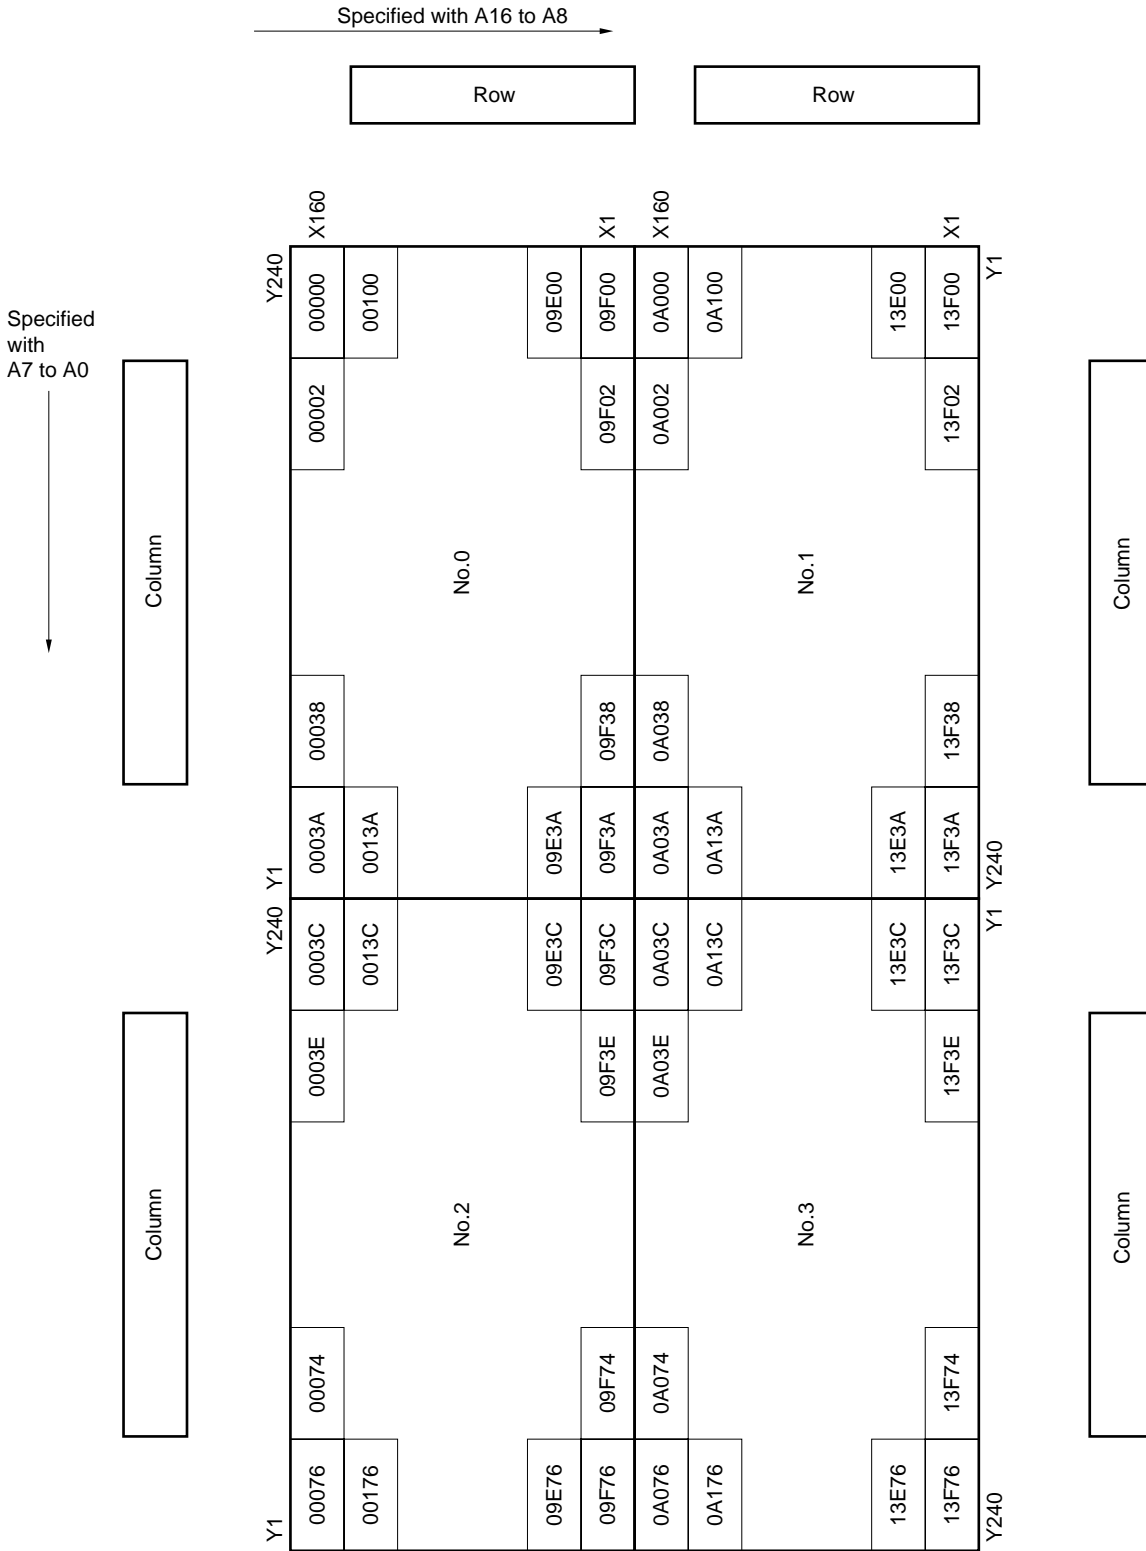 Specified with A16 to A8
Row Row
X160 X1 X160 X1
Specified
with
A7 to A0
Y240 00000 00100 09E00 09F00 0A000 0A100 13E00 13F00 Y1
00002 09F02 0A002 13F02
Column No.0 No.1 Column
00038 09F38 0A038 13F38
Y1 0003A 0013A 09E3A 09F3A 0A03A 0A13A 13E3A 13F3A Y240
Y240 0003C 0013C 09E3C 09F3C 0A03C 0A13C 13E3C 13F3C Y1
0003E 09F3E 0A03E 13F3E
Column No.2 No.3 Column
00074 09F74 0A074 13F74
Y1 00076 00176 09E76 09F76 0A076 0A176 13E76 13F76 Y240